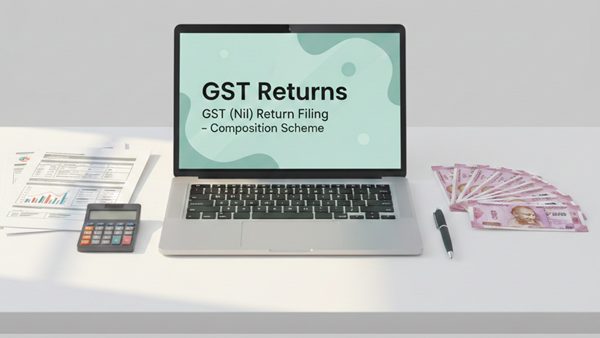 GST Returns
GST (Nil) Return Filing
– Composition Scheme